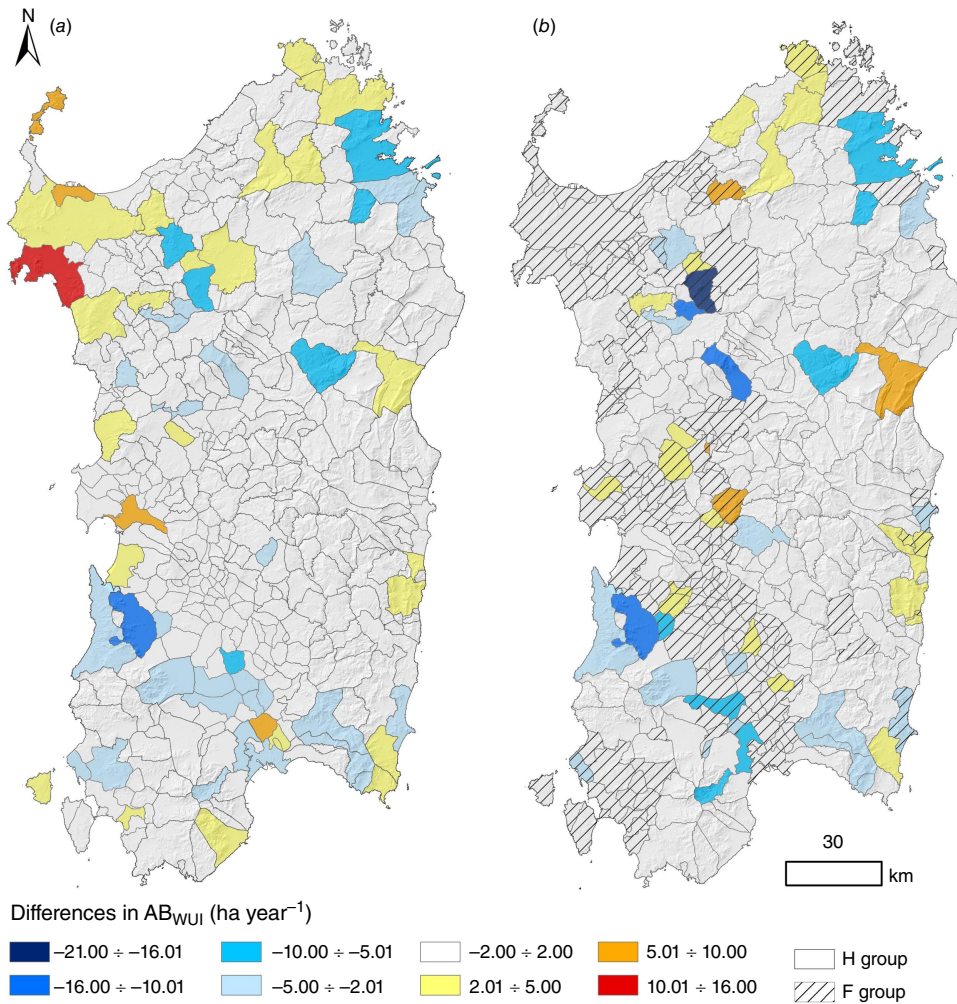 N
(a)
(b)
30
km
Differences in AB_WUI (ha year⁻¹)
–21.00 ÷ –16.01
–10.00 ÷ –5.01
–2.00 ÷ 2.00
5.01 ÷ 10.00
H group
–16.00 ÷ –10.01
–5.00 ÷ –2.01
2.01 ÷ 5.00
10.01 ÷ 16.00
F group